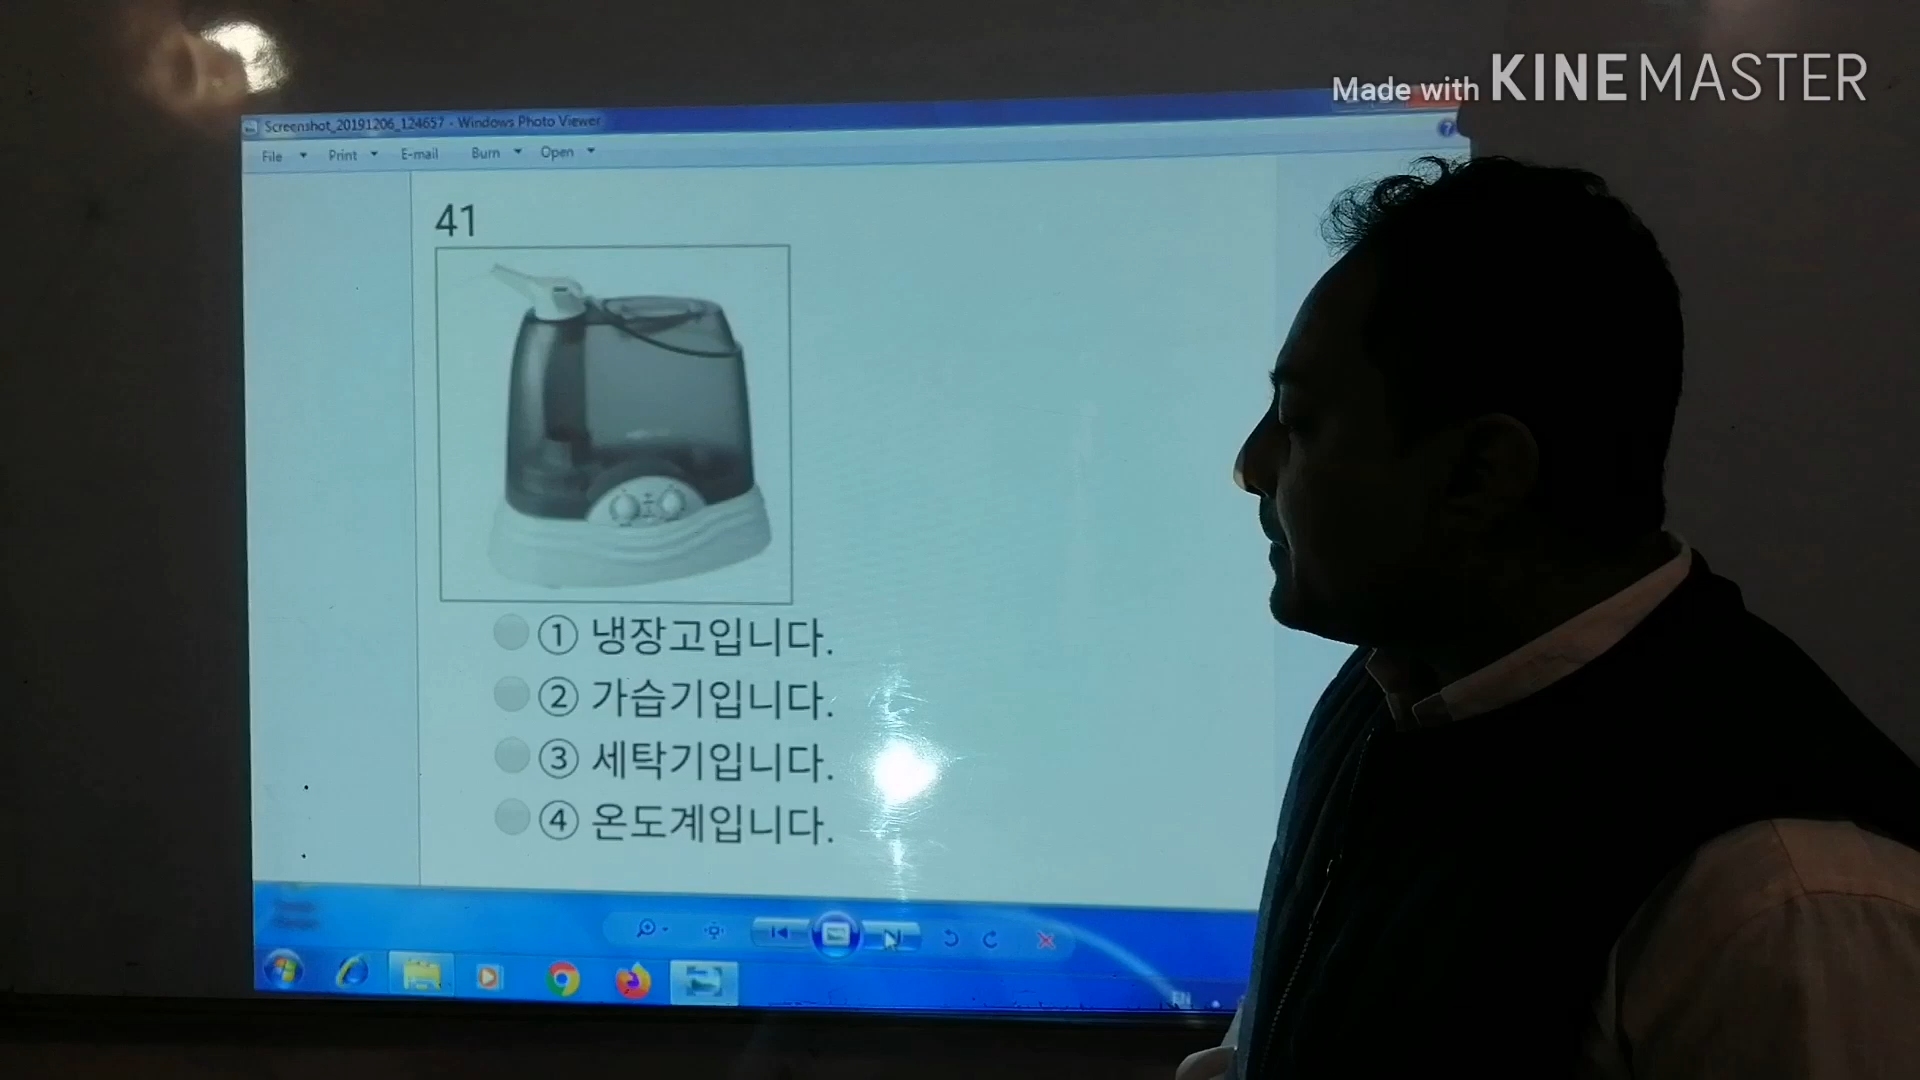 Made with KINEMASTER
Screenshot_20191206_124657 - Windows Photo Viewer
File Print E-mail Burn Open
41
① 냉장고입니다.
② 가습기입니다.
③ 세탁기입니다.
④ 온도계입니다.
EN